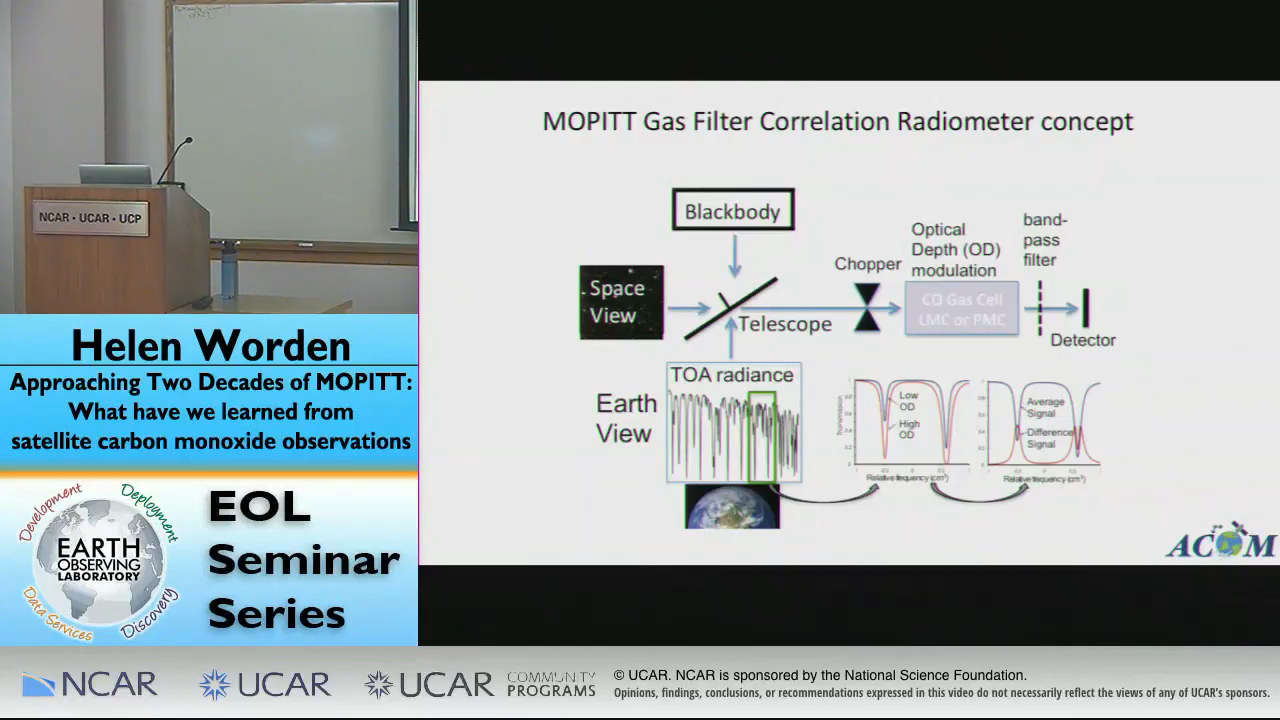 NCAR • UCAR • UCP
Helen Worden
Approaching Two Decades of MOPITT:
What have we learned from
satellite carbon monoxide observations
Development
Deployment
EARTH
OBSERVING
LABORATORY
Data Services
Discovery
EOL
Seminar
Series
MOPITT Gas Filter Correlation Radiometer concept
Blackbody
Space
View
Telescope
Chopper
Optical
Depth (OD)
modulation
band-
pass
filter
CO Gas Cell
LMC or PMC
Detector
Earth
View
TOA radiance
Low
OD
High
OD
Transmission
Relative frequency (cm⁻¹)
Average
Signal
Difference
Signal
Relative frequency (cm⁻¹)
ACOM
NCAR
UCAR
UCAR
COMMUNITY
PROGRAMS
© UCAR. NCAR is sponsored by the National Science Foundation.
Opinions, findings, conclusions, or recommendations expressed in this video do not necessarily reflect the views of any of UCAR's sponsors.